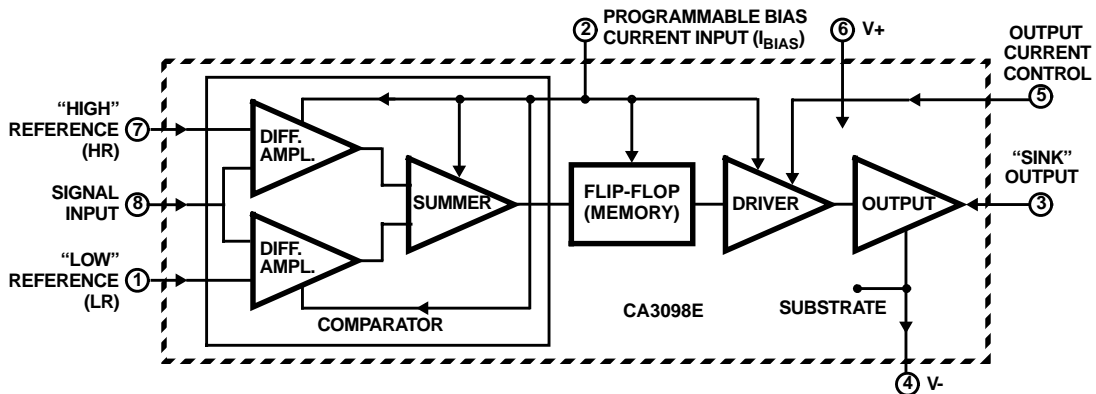 PROGRAMMABLE BIAS
CURRENT INPUT (IBIAS)
2
6 V+
OUTPUT
CURRENT
CONTROL
5
“HIGH”
REFERENCE
(HR)
7
DIFF.
AMPL.
SIGNAL
INPUT
8
SUMMER
FLIP-FLOP
(MEMORY)
DRIVER
OUTPUT
“SINK”
OUTPUT
3
“LOW”
REFERENCE
(LR)
1
DIFF.
AMPL.
COMPARATOR
CA3098E
SUBSTRATE
4 V-